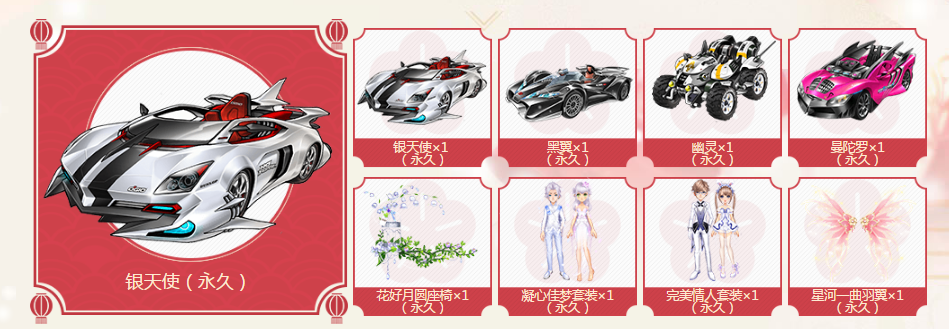 银天使（永久）
银天使×1
（永久）
黑翼×1
（永久）
幽灵×1
（永久）
曼陀罗×1
（永久）
花好月圆座椅×1
（永久）
凝心佳梦套装×1
（永久）
完美情人套装×1
（永久）
星河一曲羽翼×1
（永久）